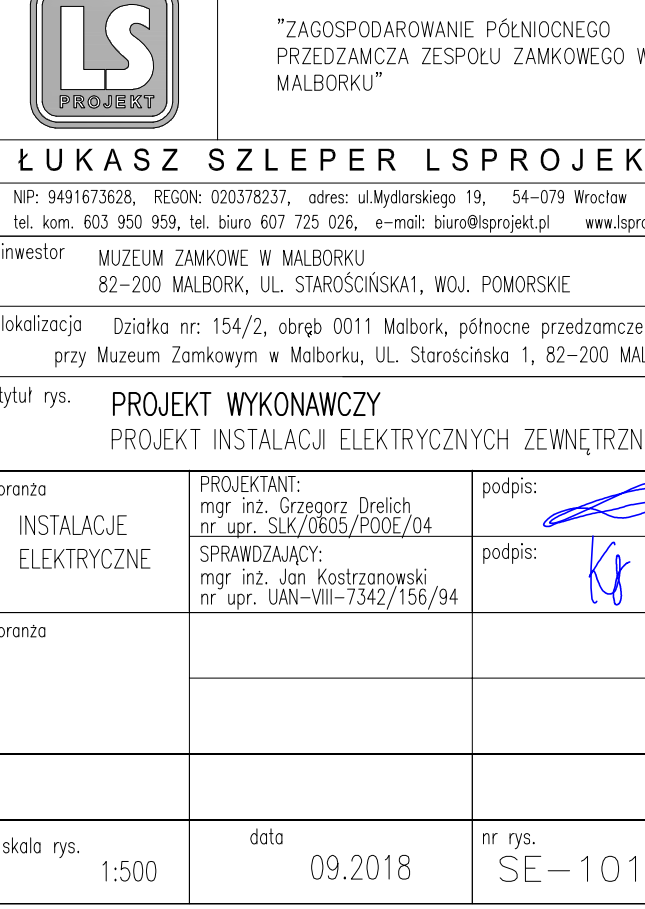 LS
PROJEKT
"ZAGOSPODAROWANIE PÓŁNIOCNEGO
PRZEDZAMCZA ZESPOŁU ZAMKOWEGO W
MALBORKU"
ŁUKASZ SZLEPER LSPROJEK
NIP: 9491673628, REGON: 020378237, adres: ul.Mydlarskiego 19, 54-079 Wrocław
tel. kom. 603 950 959, tel. biuro 607 725 026, e-mail: biuro@lsprojekt.pl www.lspro
inwestor MUZEUM ZAMKOWE W MALBORKU
82-200 MALBORK, UL. STAROŚCIŃSKA1, WOJ. POMORSKIE
lokalizacja Działka nr: 154/2, obręb 0011 Malbork, północne przedzamcze
przy Muzeum Zamkowym w Malborku, UL. Starościńska 1, 82-200 MAL
tytuł rys. PROJEKT WYKONAWCZY
PROJEKT INSTALACJI ELEKTRYCZNYCH ZEWNĘTRZN
branża
INSTALACJE
ELEKTRYCZNE
PROJEKTANT:
mgr inż. Grzegorz Drelich
nr upr. SLK/0605/POOE/04
podpis:
SPRAWDZAJĄCY:
mgr inż. Jan Kostrzanowski
nr upr. UAN-VIII-7342/156/94
podpis:
branża
skala rys.
1:500
data
09.2018
nr rys.
SE-101